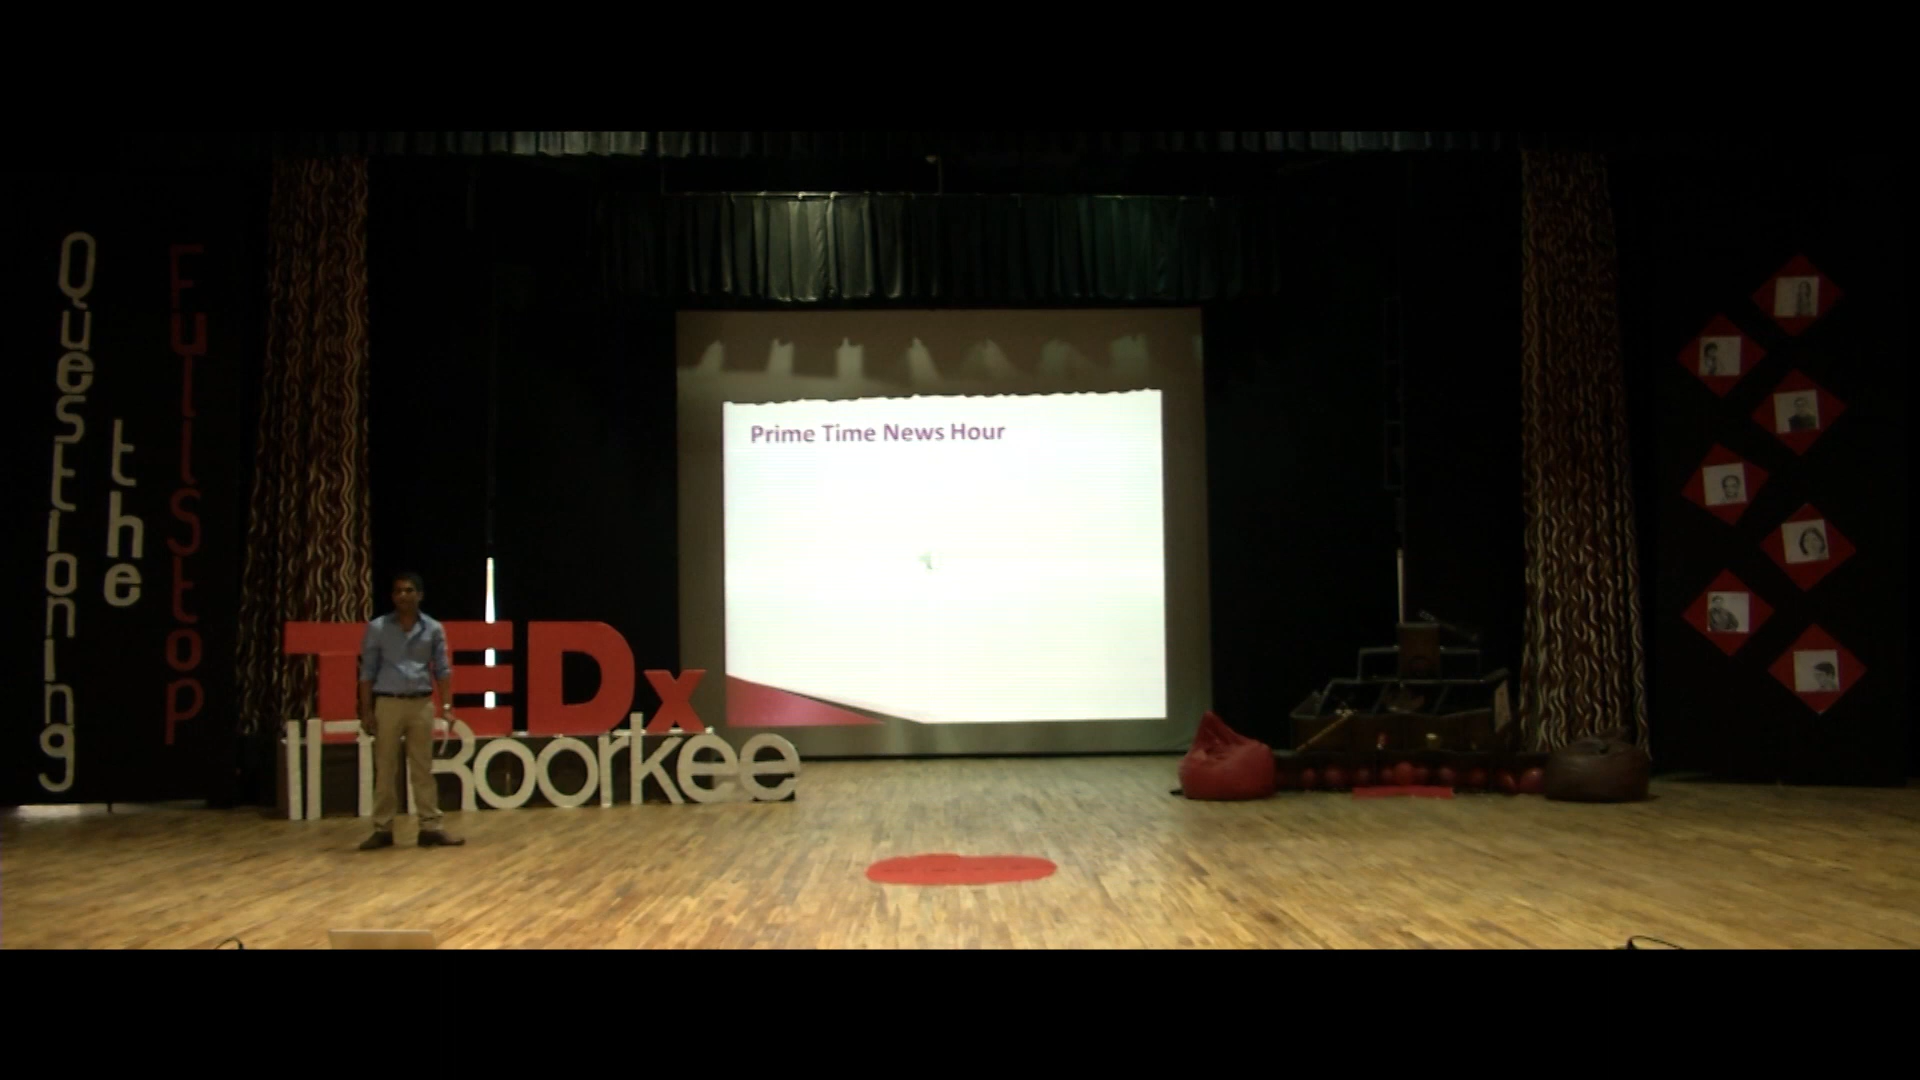 Questioning
the
Fullstop
TEDx
IIT Roorkee
Prime Time News Hour